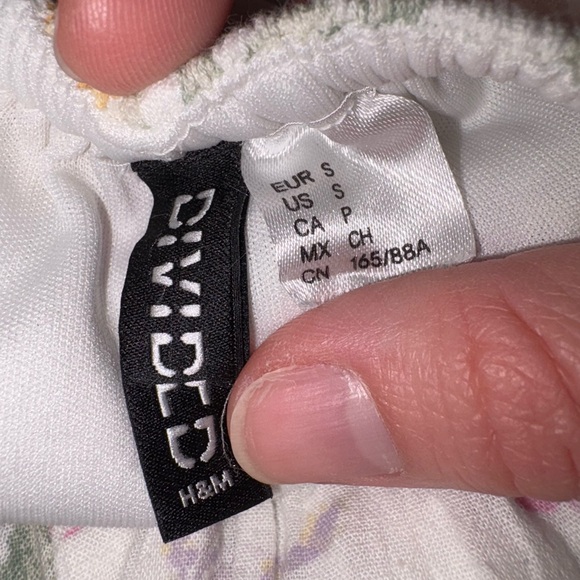 DIVIDED
H&M
EUR S
US S
CA P
MX CH
CN 165/88A